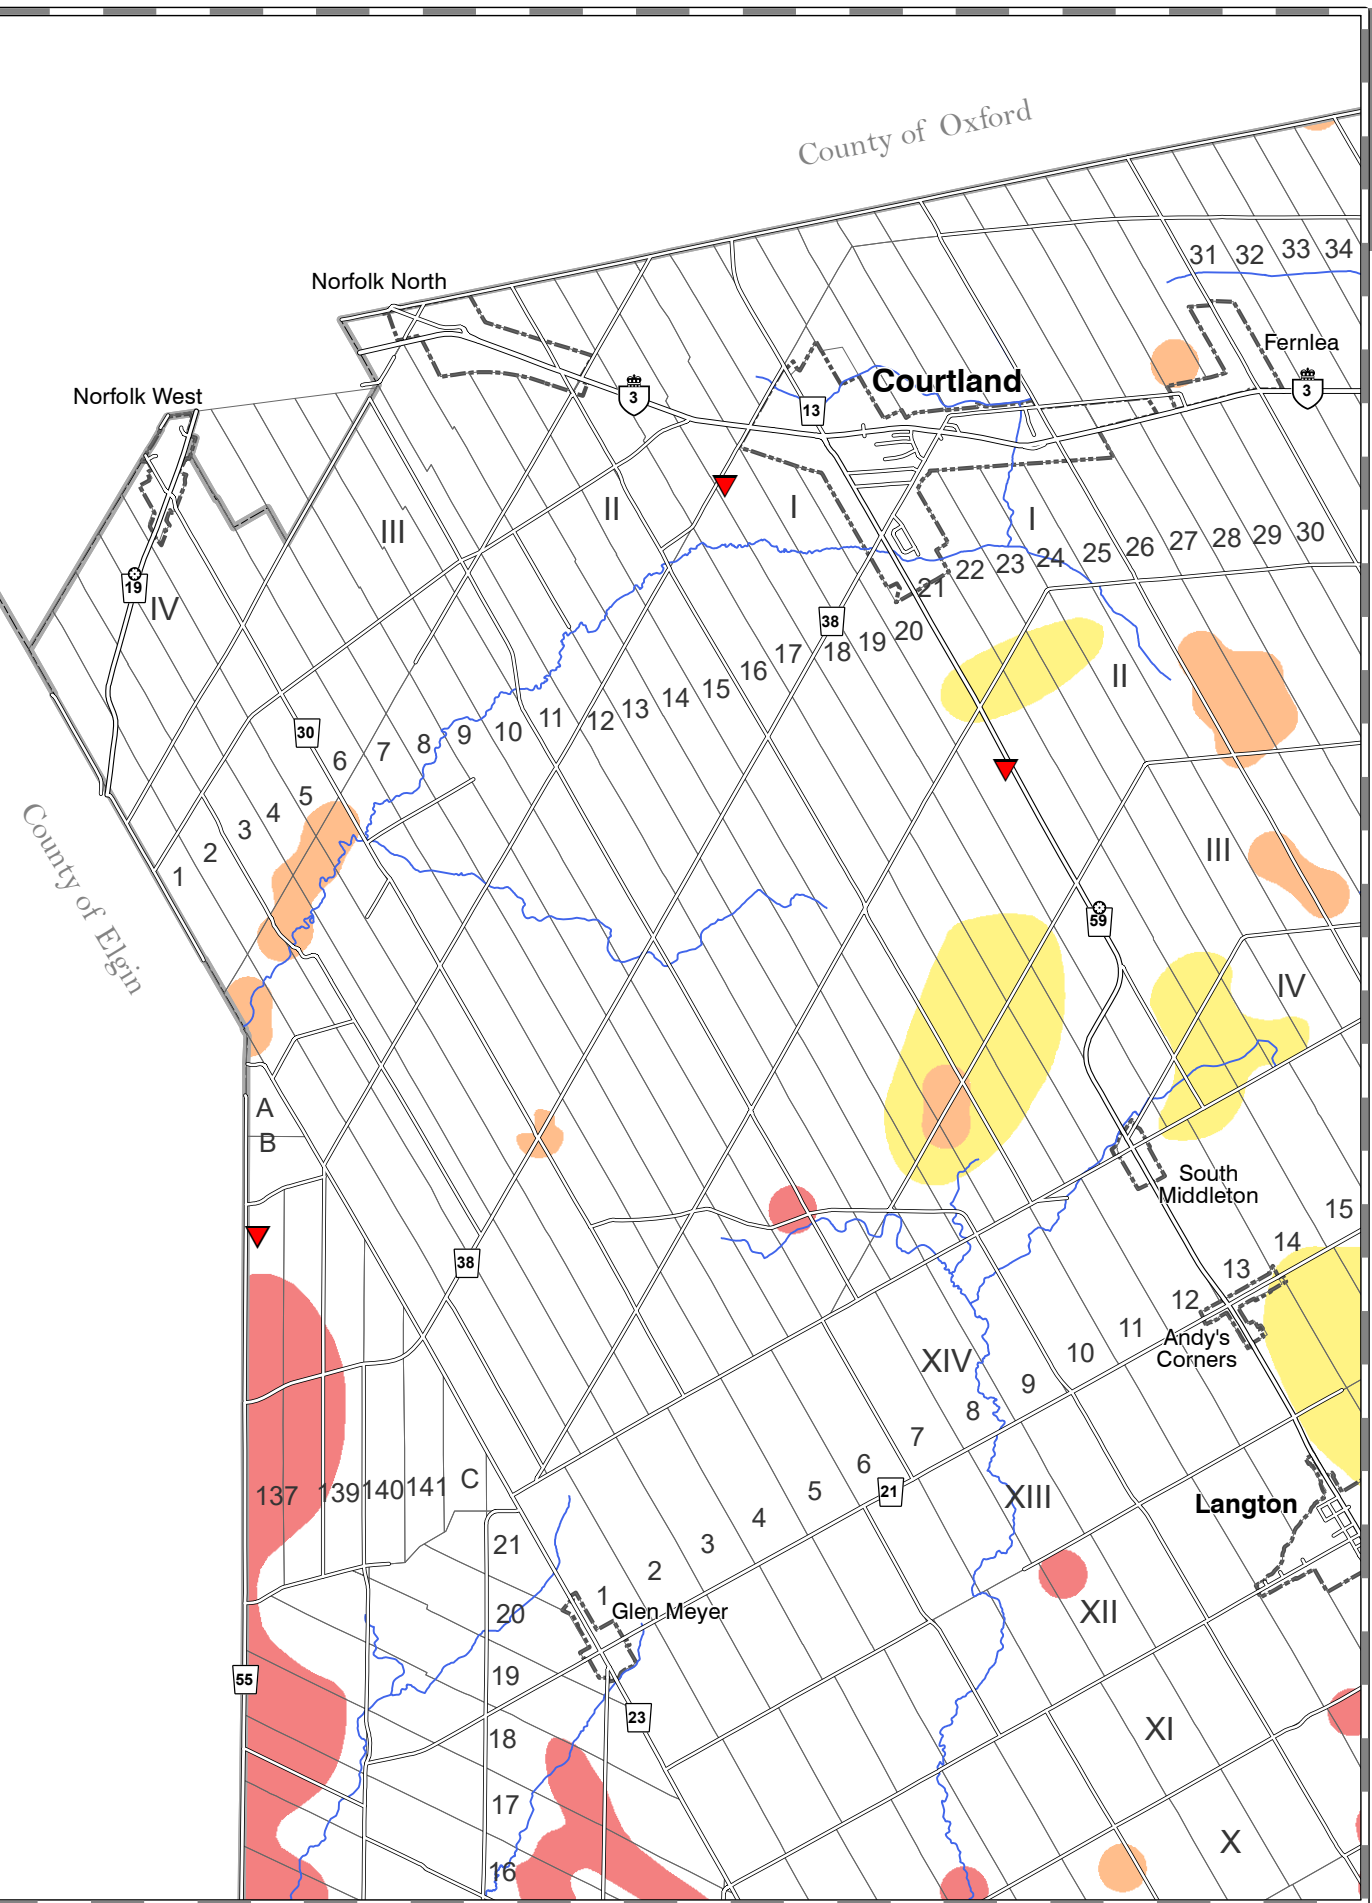 County of Oxford
31 32 33 34
Norfolk North
Fernlea
Courtland
3
3
Norfolk West
13
III
II
I
I
19
IV
21 22 23 24 25 26 27 28 29 30
38
II
1 2 3 4 5 6 7 8 9 10 11 12 13 14 15 16 17 18 19 20
30
County of Elgin
III
59
IV
A
B
South
Middleton
38
12 13 14 15
Andy's
Corners
XIV
137 139 140 141 C
1 2 3 4 5 6 7 8 9 10 11
21
XIII
Langton
21
Glen Meyer
XII
20
19
55
23
18
XI
17
X
16